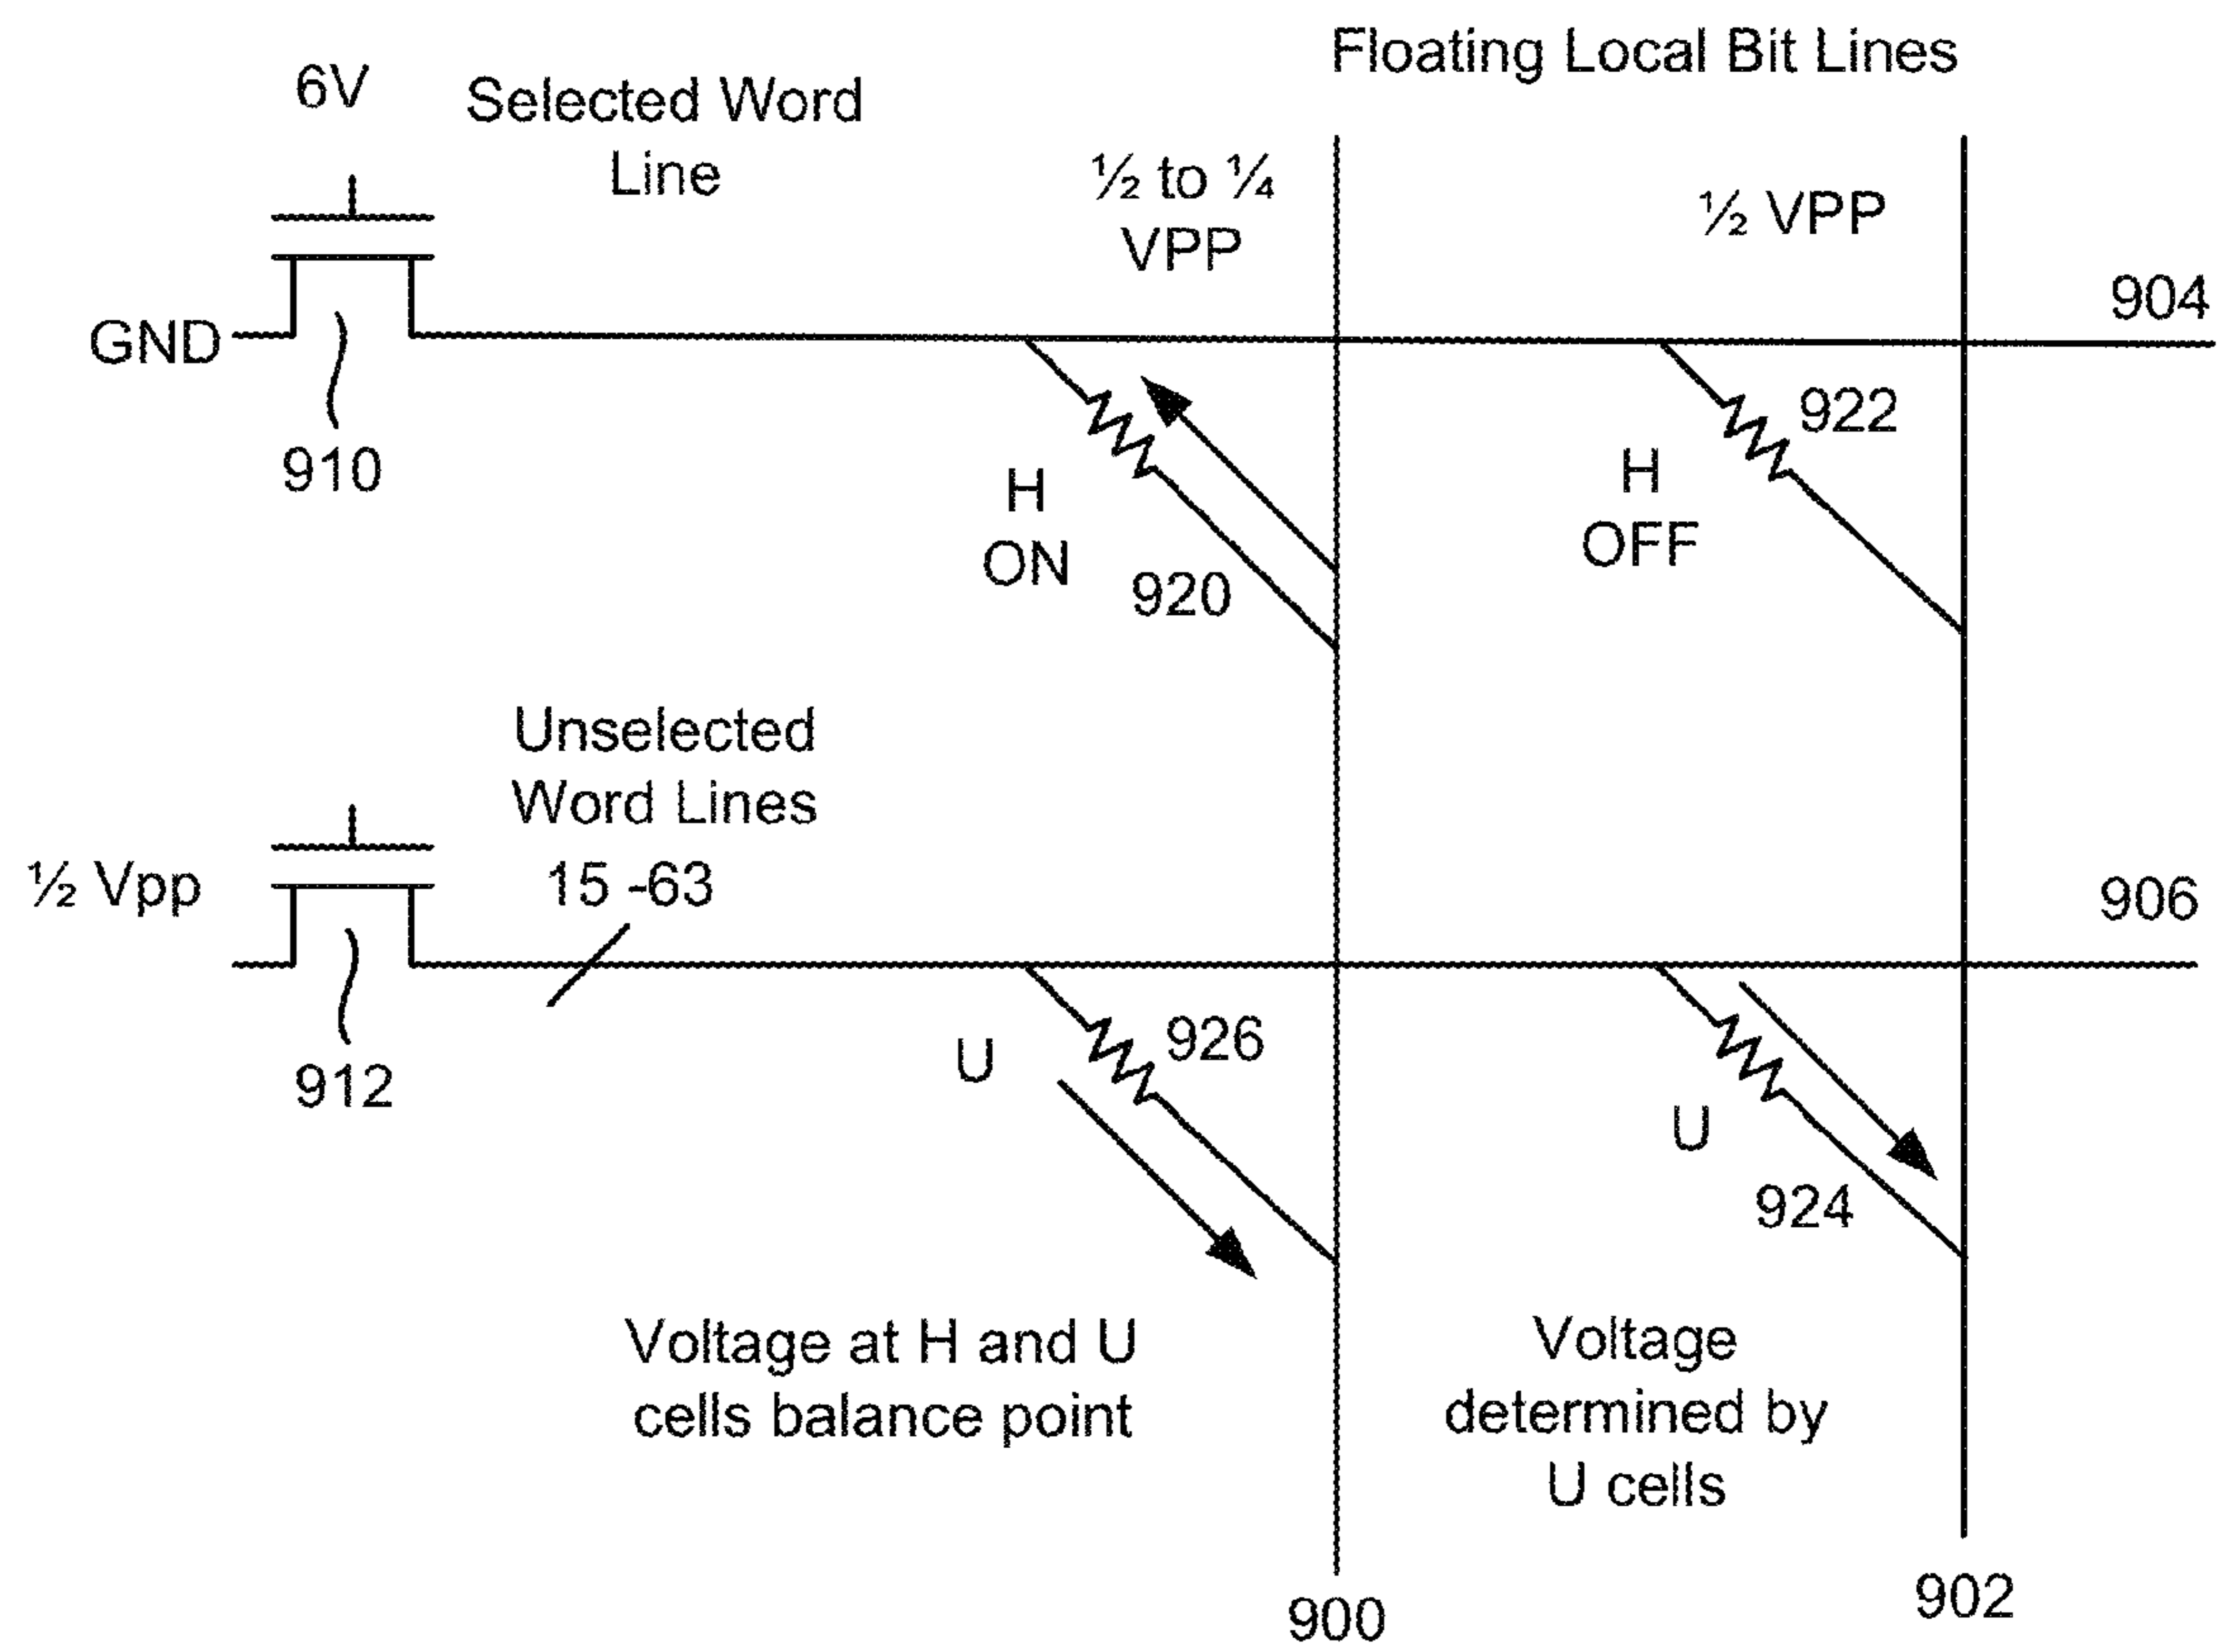 Floating Local Bit Lines
6V
Selected Word
Line
½ to ¼
VPP
½ VPP
904
GND
910
H
ON
920
922
H
OFF
Unselected
Word Lines
15 -63
½ Vpp
906
912
U
926
U
924
Voltage at H and U
cells balance point
Voltage
determined by
U cells
900
902